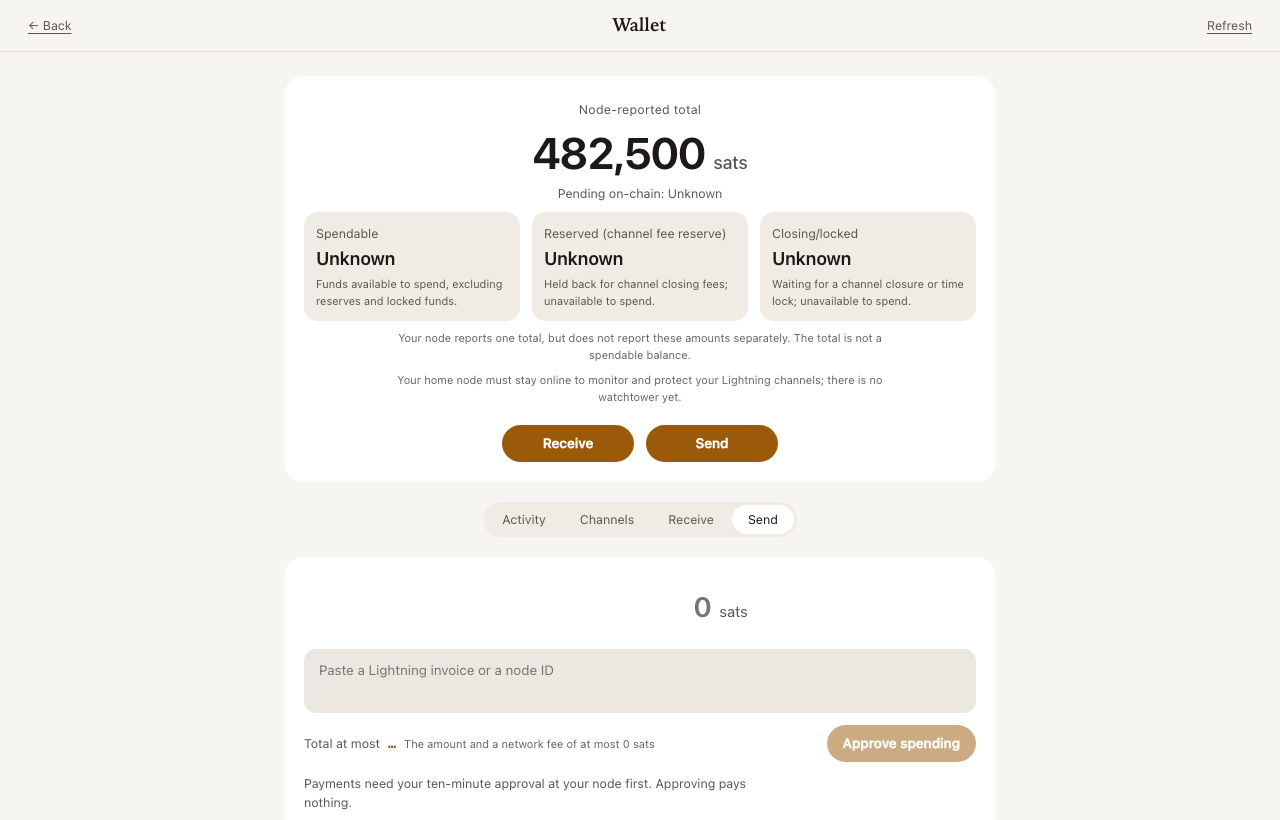 ← Back
Wallet
Refresh
Node-reported total
482,500 sats
Pending on-chain: Unknown
Spendable
Unknown
Funds available to spend, excluding
reserves and locked funds.
Reserved (channel fee reserve)
Unknown
Held back for channel closing fees;
unavailable to spend.
Closing/locked
Unknown
Waiting for a channel closure or time
lock; unavailable to spend.
Your node reports one total, but does not report these amounts separately. The total is not a
spendable balance.
Your home node must stay online to monitor and protect your Lightning channels; there is no
watchtower yet.
Receive
Send
Activity
Channels
Receive
Send
0 sats
Paste a Lightning invoice or a node ID
Total at most … The amount and a network fee of at most 0 sats
Approve spending
Payments need your ten-minute approval at your node first. Approving pays
nothing.